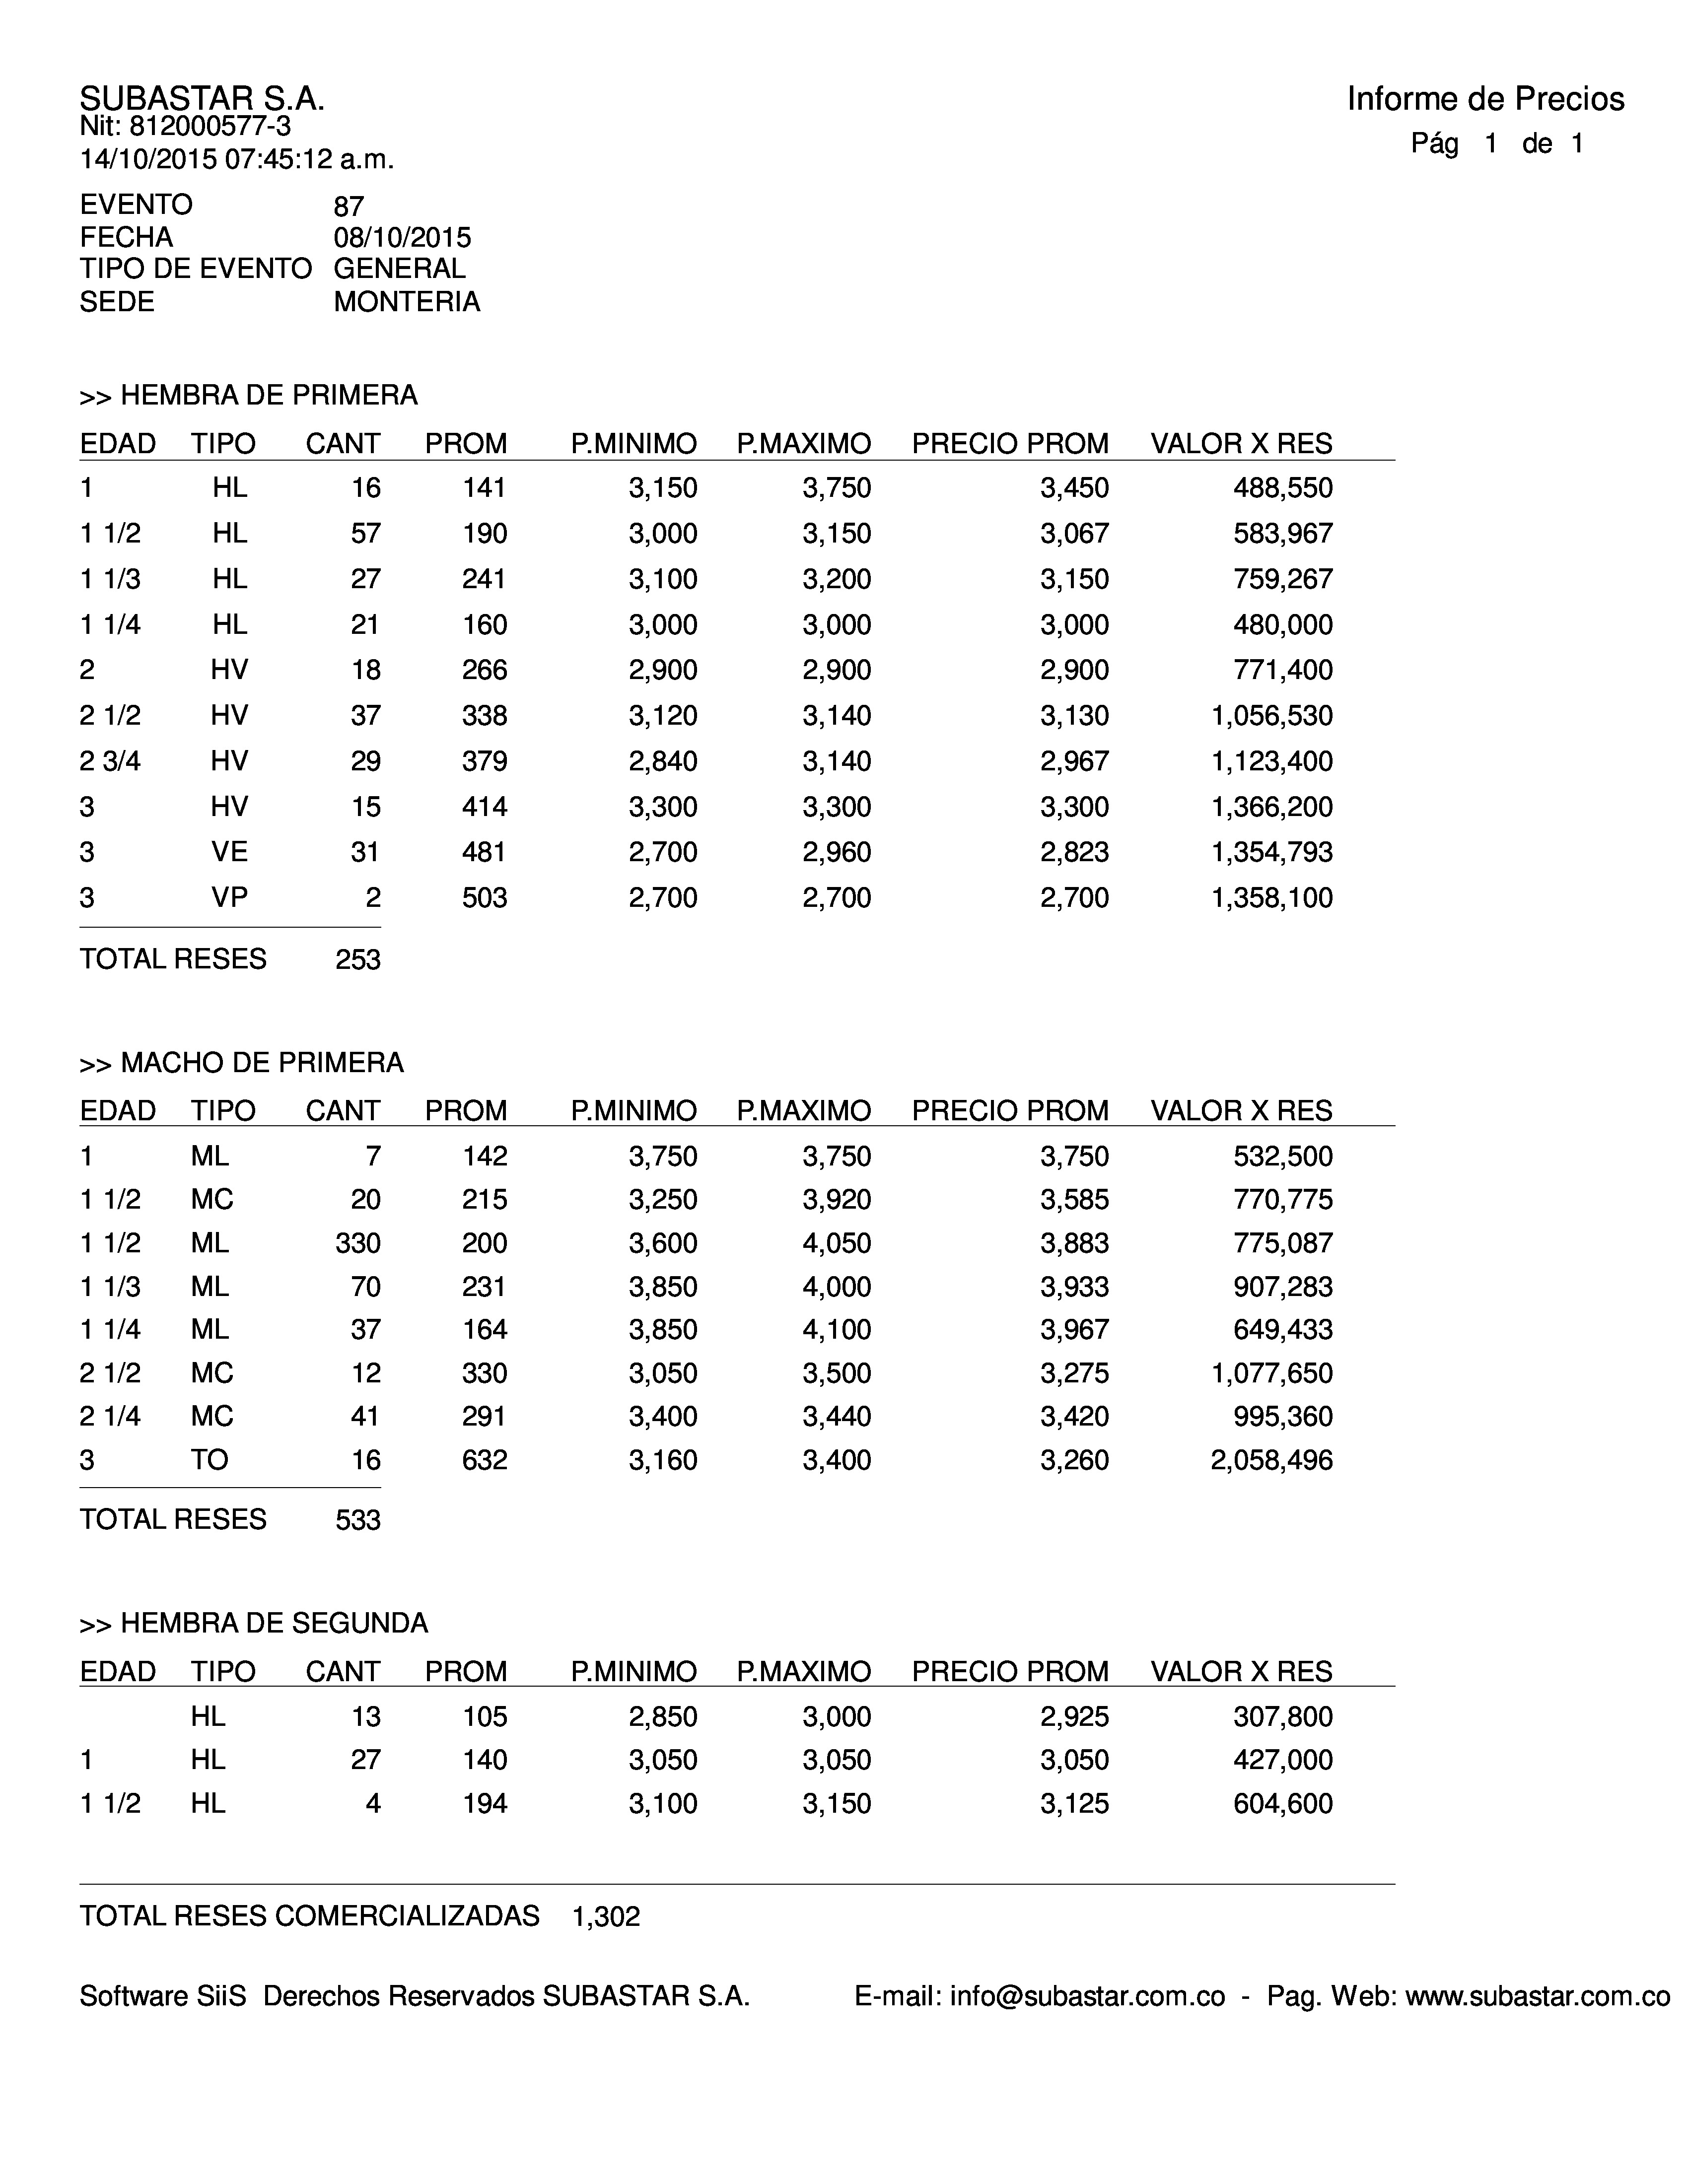 SUBASTAR S.A.
Informe de Precios
Nit: 812000577-3
Pág 1 de 1
14/10/2015 07:45:12 a.m.
EVENTO 87
FECHA 08/10/2015
TIPO DE EVENTO GENERAL
SEDE MONTERIA
>> HEMBRA DE PRIMERA
EDAD TIPO CANT PROM P.MINIMO P.MAXIMO PRECIO PROM VALOR X RES
1 HL 16 141 3,150 3,750 3,450 488,550
1 1/2 HL 57 190 3,000 3,150 3,067 583,967
1 1/3 HL 27 241 3,100 3,200 3,150 759,267
1 1/4 HL 21 160 3,000 3,000 3,000 480,000
2 HV 18 266 2,900 2,900 2,900 771,400
2 1/2 HV 37 338 3,120 3,140 3,130 1,056,530
2 3/4 HV 29 379 2,840 3,140 2,967 1,123,400
3 HV 15 414 3,300 3,300 3,300 1,366,200
3 VE 31 481 2,700 2,960 2,823 1,354,793
3 VP 2 503 2,700 2,700 2,700 1,358,100
TOTAL RESES 253
>> MACHO DE PRIMERA
EDAD TIPO CANT PROM P.MINIMO P.MAXIMO PRECIO PROM VALOR X RES
1 ML 7 142 3,750 3,750 3,750 532,500
1 1/2 MC 20 215 3,250 3,920 3,585 770,775
1 1/2 ML 330 200 3,600 4,050 3,883 775,087
1 1/3 ML 70 231 3,850 4,000 3,933 907,283
1 1/4 ML 37 164 3,850 4,100 3,967 649,433
2 1/2 MC 12 330 3,050 3,500 3,275 1,077,650
2 1/4 MC 41 291 3,400 3,440 3,420 995,360
3 TO 16 632 3,160 3,400 3,260 2,058,496
TOTAL RESES 533
>> HEMBRA DE SEGUNDA
EDAD TIPO CANT PROM P.MINIMO P.MAXIMO PRECIO PROM VALOR X RES
HL 13 105 2,850 3,000 2,925 307,800
1 HL 27 140 3,050 3,050 3,050 427,000
1 1/2 HL 4 194 3,100 3,150 3,125 604,600
TOTAL RESES COMERCIALIZADAS 1,302
Software SiiS Derechos Reservados SUBASTAR S.A. E-mail: info@subastar.com.co - Pag. Web: www.subastar.com.co